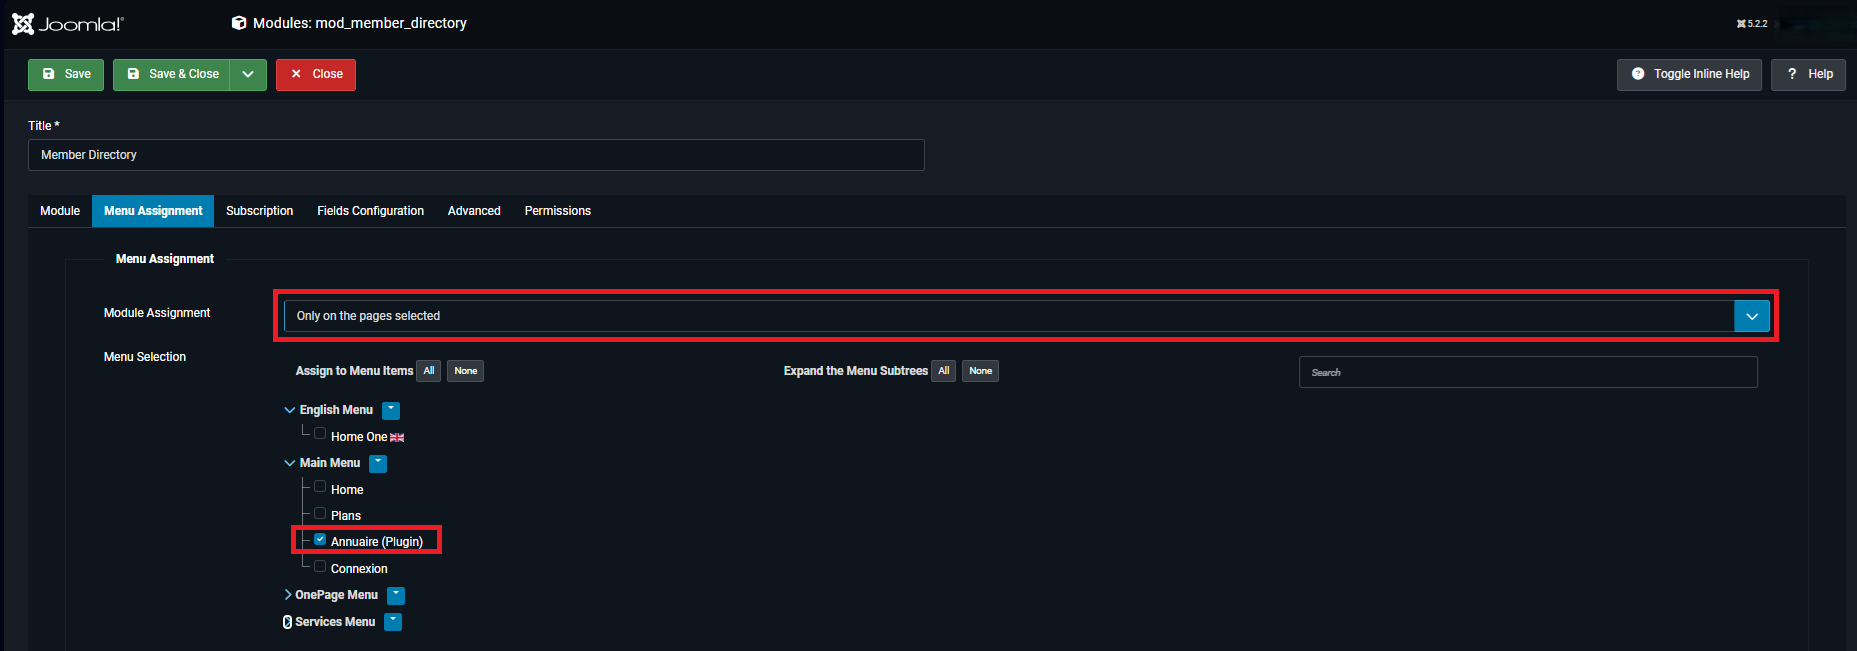 Joomla!® Modules: mod_member_directory 5.2.2
Save Save & Close Close Toggle Inline Help ? Help
Title *
Member Directory
Module Menu Assignment Subscription Fields Configuration Advanced Permissions
Menu Assignment
Module Assignment Only on the pages selected
Menu Selection
Assign to Menu Items All None Expand the Menu Subtrees All None Search
English Menu
Home One
Main Menu
Home
Plans
Annuaire (Plugin)
Connexion
OnePage Menu
Services Menu